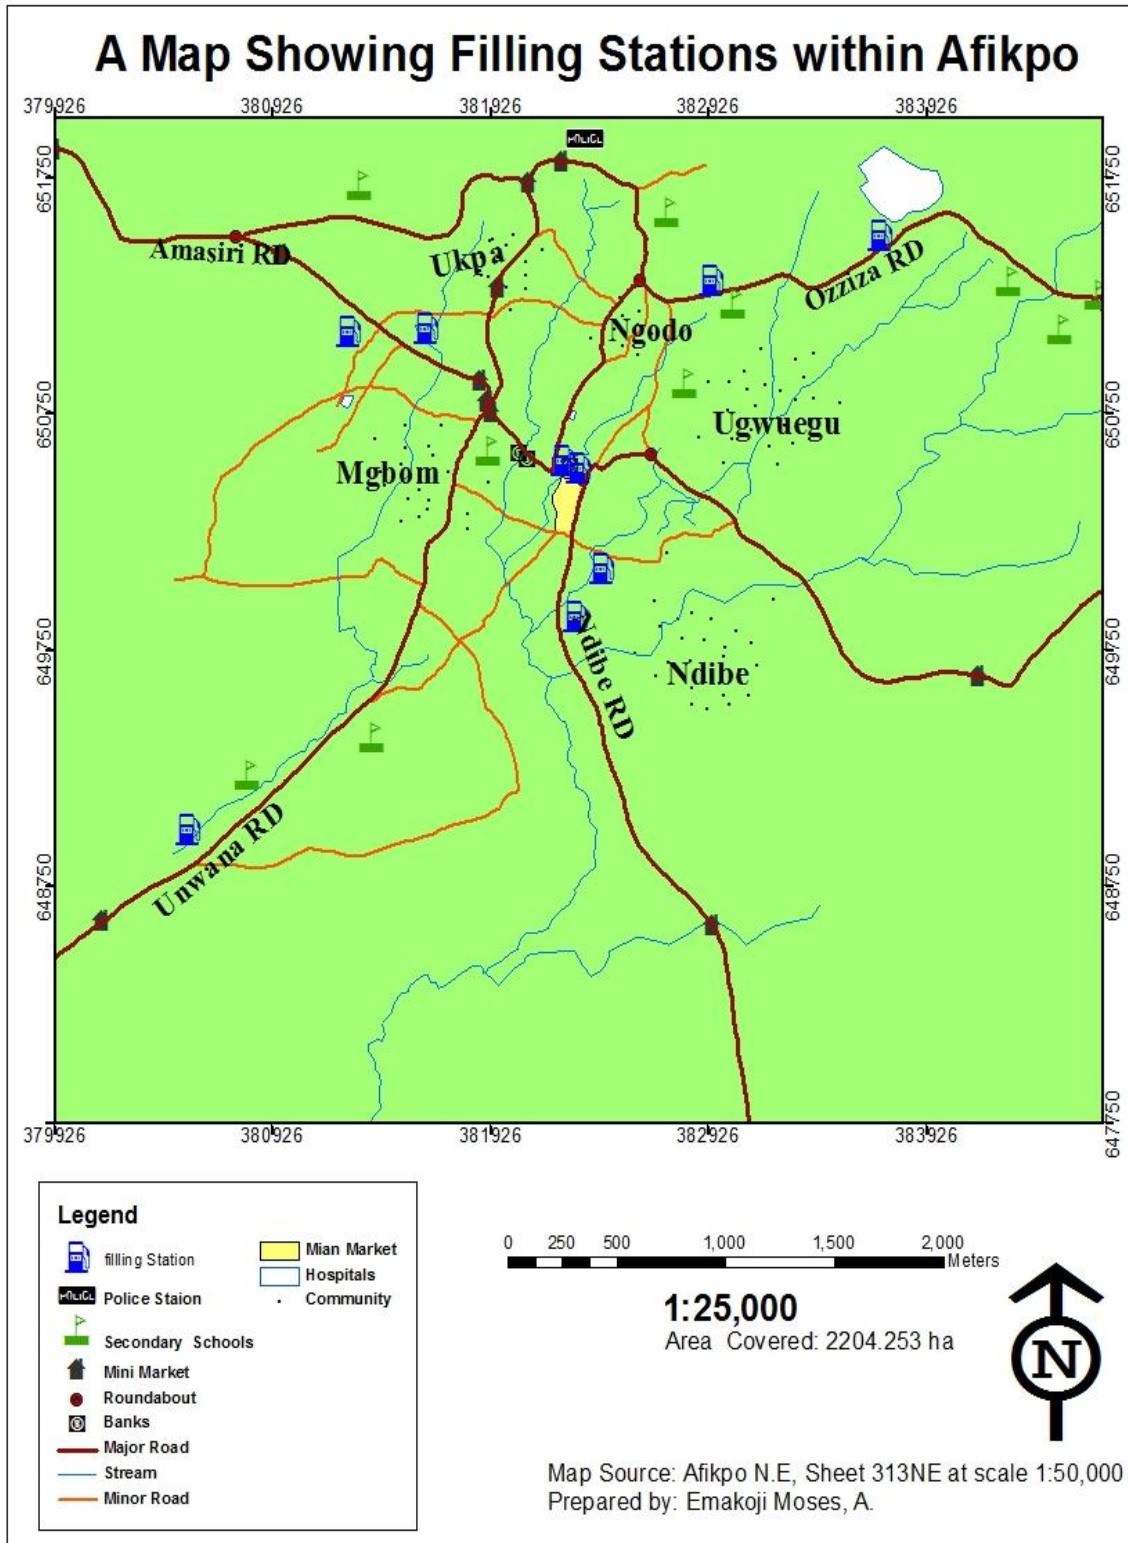 A Map Showing Filling Stations within Afikpo
379926 380926 381926 382926 383926
651750 651750
POLICE
Amasiri RD
Ukpa
Ozziza RD
Ngodo
650750 650750
Ugwuegu
Mgbom
649750 649750
Ndibe
Ndibe RD
Unwana RD
648750 648750
647750
379926 380926 381926 382926 383926
Legend
fillling Station
Police Staion
Secondary Schools
Mini Market
Roundabout
Banks
Major Road
Stream
Minor Road
Mian Market
Hospitals
Community
0 250 500 1,000 1,500 2,000
Meters
1:25,000
Area Covered: 2204.253 ha
N
Map Source: Afikpo N.E, Sheet 313NE at scale 1:50,000
Prepared by: Emakoji Moses, A.